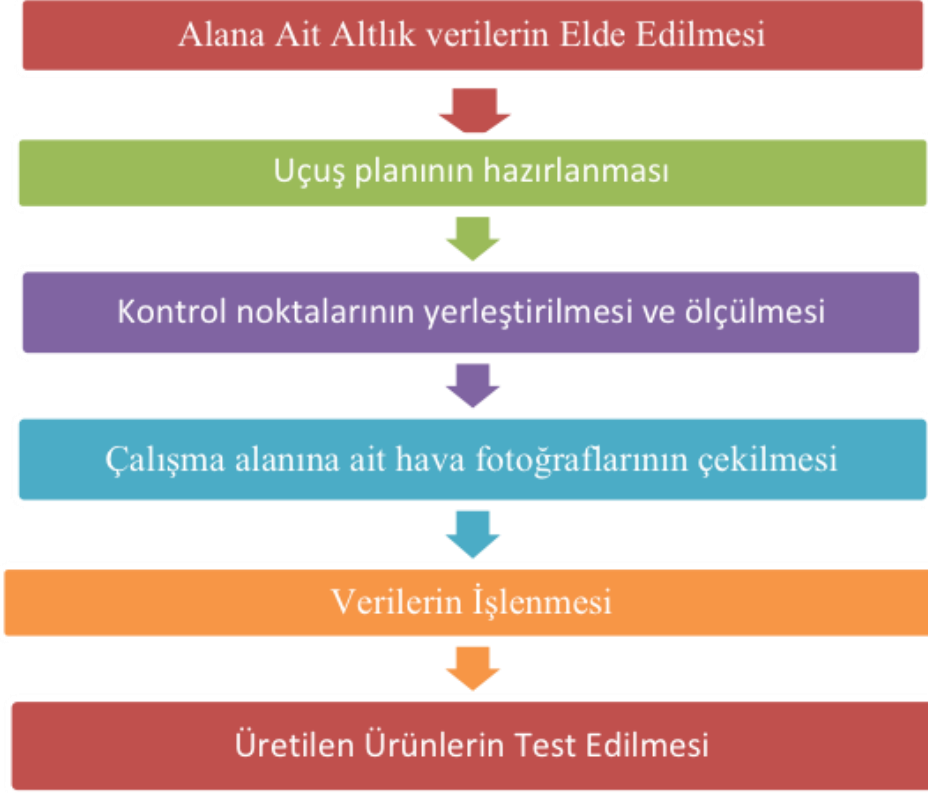 Alana Ait Altlık verilerin Elde Edilmesi
Uçuş planının hazırlanması
Kontrol noktalarının yerleştirilmesi ve ölçülmesi
Çalışma alanına ait hava fotoğraflarının çekilmesi
Verilerin İşlenmesi
Üretilen Ürünlerin Test Edilmesi